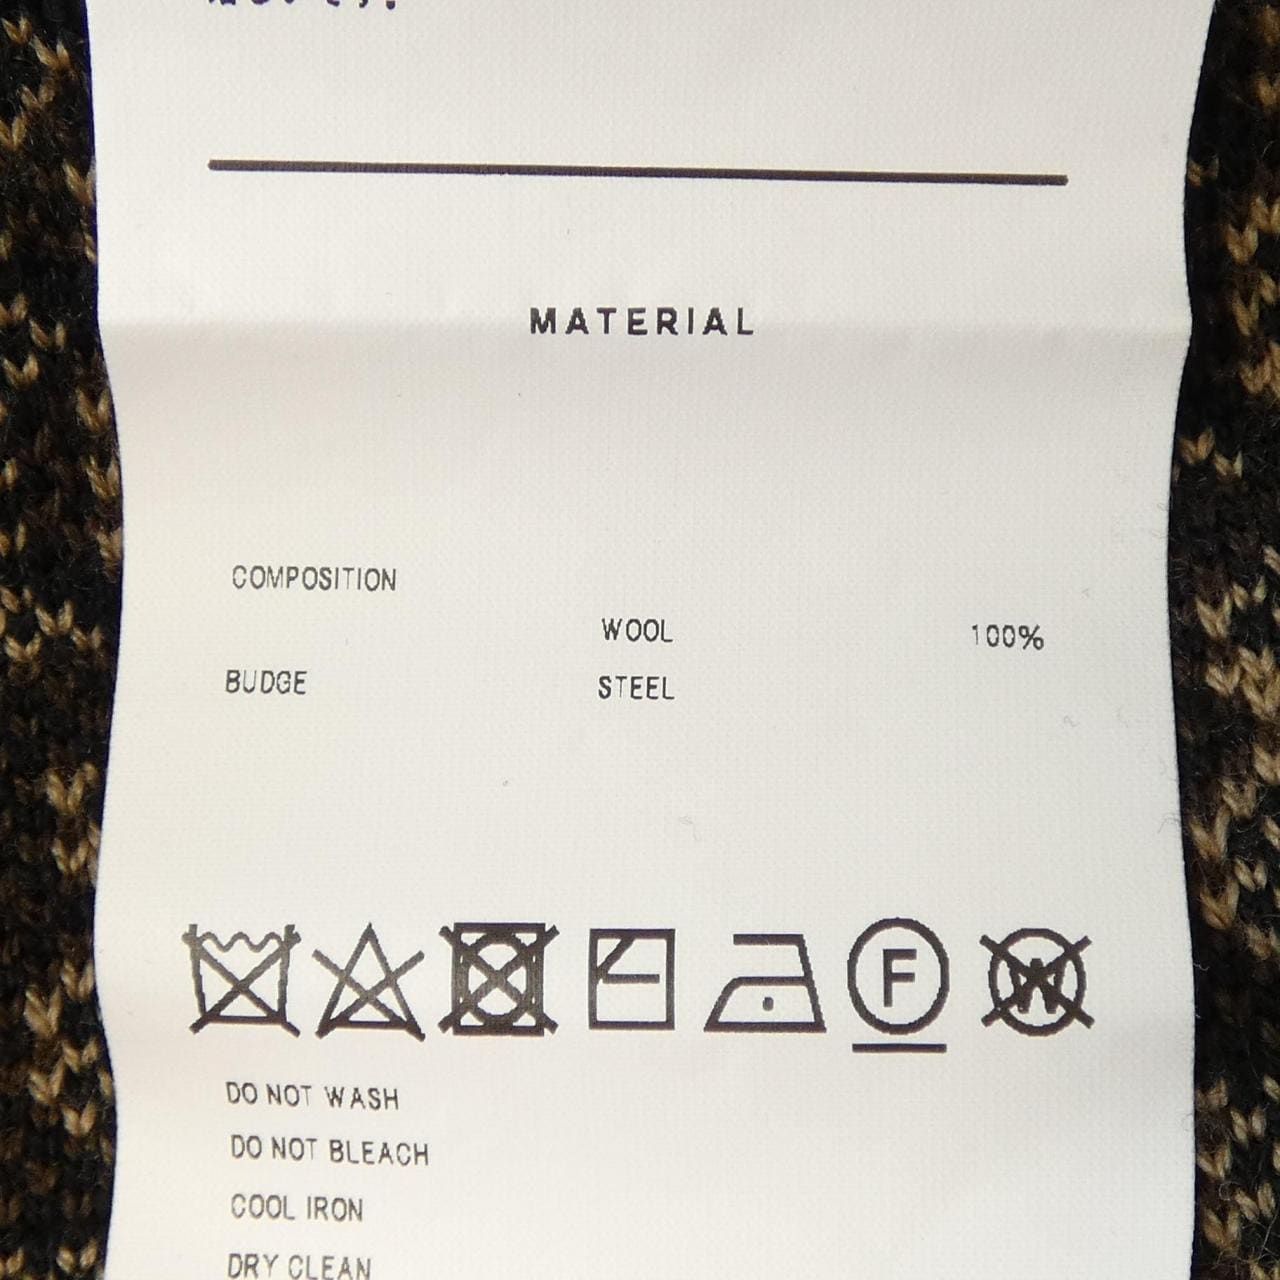 MATERIAL
COMPOSITION
WOOL 100%
BUDGE STEEL
F W
DO NOT WASH
DO NOT BLEACH
COOL IRON
DRY CLEAN